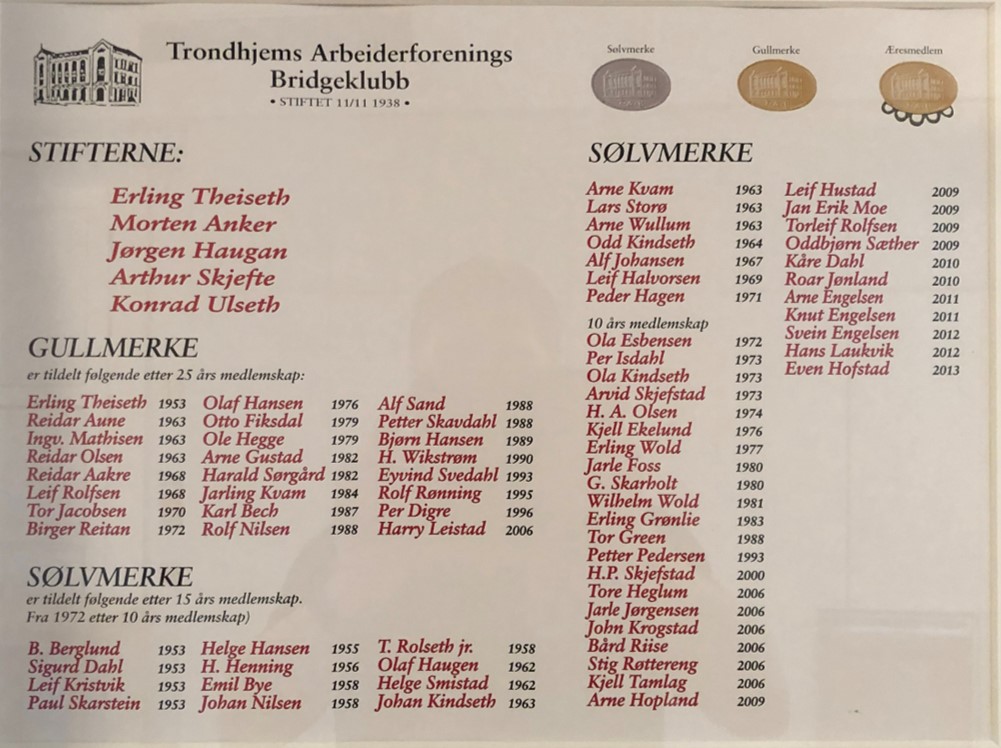 Trondhjems Arbeiderforenings
Bridgeklubb
• STIFTET 11/11 1938 •
Sølvmerke
Gullmerke
Æresmedlem
STIFTERNE:
Erling Theiseth
Morten Anker
Jørgen Haugan
Arthur Skjefte
Konrad Ulseth
GULLMERKE
er tildelt følgende etter 25 års medlemskap:
Erling Theiseth 1953
Reidar Aune 1963
Ingv. Mathisen 1963
Reidar Olsen 1963
Reidar Aakre 1968
Leif Rolfsen 1968
Tor Jacobsen 1970
Birger Reitan 1972
Olaf Hansen 1976
Otto Fiksdal 1979
Ole Hegge 1979
Arne Gustad 1982
Harald Sørgård 1982
Jarling Kvam 1984
Karl Bech 1987
Rolf Nilsen 1988
Alf Sand 1988
Petter Skavdahl 1988
Bjørn Hansen 1989
H. Wikstrøm 1990
Eyvind Svedahl 1993
Rolf Rønning 1995
Per Digre 1996
Harry Leistad 2006
SØLVMERKE
er tildelt følgende etter 15 års medlemskap.
Fra 1972 etter 10 års medlemskap)
B. Berglund 1953
Sigurd Dahl 1953
Leif Kristvik 1953
Paul Skarstein 1953
Helge Hansen 1955
H. Henning 1956
Emil Bye 1958
Johan Nilsen 1958
T. Rolseth jr. 1958
Olaf Haugen 1962
Helge Smistad 1962
Johan Kindseth 1963
SØLVMERKE
Arne Kvam 1963
Lars Storø 1963
Arne Wullum 1963
Odd Kindseth 1964
Alf Johansen 1967
Leif Halvorsen 1969
Peder Hagen 1971
10 års medlemskap
Ola Esbensen 1972
Per Isdahl 1973
Ola Kindseth 1973
Arvid Skjefstad 1973
H. A. Olsen 1974
Kjell Ekelund 1976
Erling Wold 1977
Jarle Foss 1980
G. Skarholt 1980
Wilhelm Wold 1981
Erling Grønlie 1983
Tor Green 1988
Petter Pedersen 1993
H.P. Skjefstad 2000
Tore Heglum 2006
Jarle Jørgensen 2006
John Krogstad 2006
Bård Riise 2006
Stig Røttereng 2006
Kjell Tamlag 2006
Arne Hopland 2009
Leif Hustad 2009
Jan Erik Moe 2009
Torleif Rolfsen 2009
Oddbjørn Sæther 2009
Kåre Dahl 2010
Roar Jønland 2010
Arne Engelsen 2011
Knut Engelsen 2011
Svein Engelsen 2012
Hans Laukvik 2012
Even Hofstad 2013